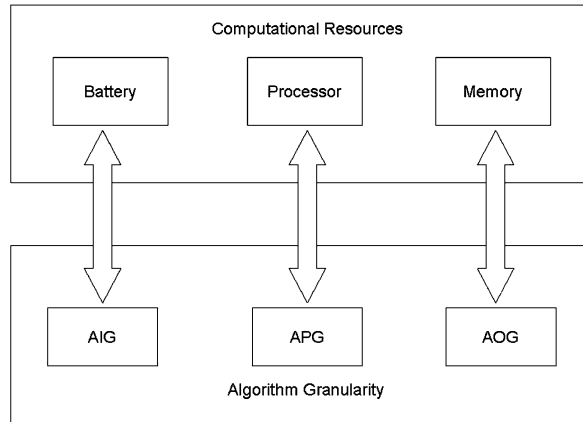 Computational Resources
Battery
Processor
Memory
AIG
APG
AOG
Algorithm Granularity